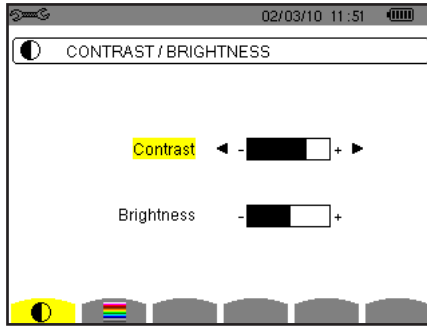 02/03/10 11:51
CONTRAST / BRIGHTNESS
Contrast - +
Brightness - +